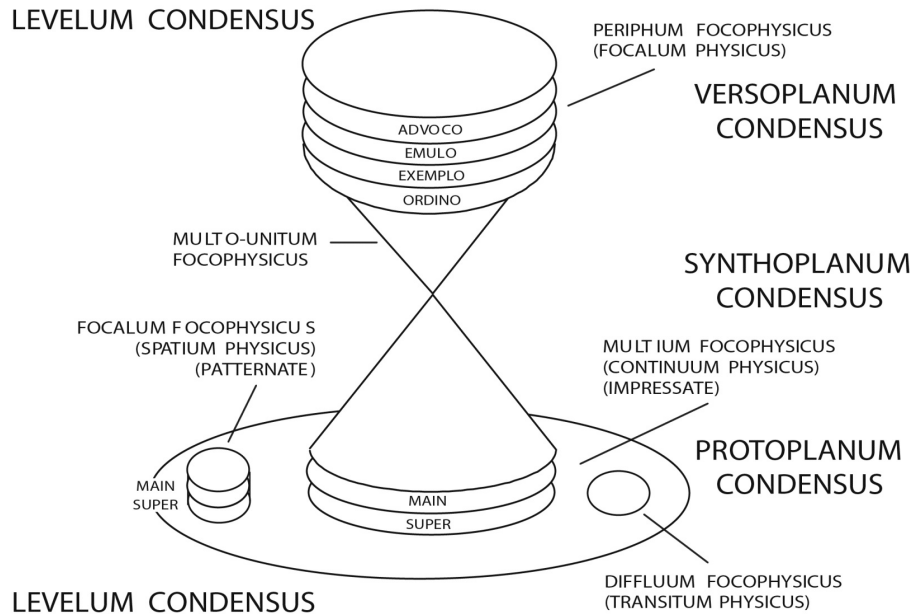 LEVELUM CONDENSUS
PERIPHUM FOCOPHYSICUS
(FOCALUM PHYSICUS)
VERSOPLANUM
CONDENSUS
ADVOCO
EMULO
EXEMPLO
ORDINO
MULTO-UNITUM
FOCOPHYSICUS
SYNTHOPLANUM
CONDENSUS
FOCALUM FOCOPHYSICUS
(SPATIUM PHYSICUS)
(PATTERNATE)
MULTIUM FOCOPHYSICUS
(CONTINUUM PHYSICUS)
(IMPRESSATE)
PROTOPLANUM
CONDENSUS
MAIN
SUPER
MAIN
SUPER
DIFFLUUM FOCOPHYSICUS
(TRANSITUM PHYSICUS)
LEVELUM CONDENSUS